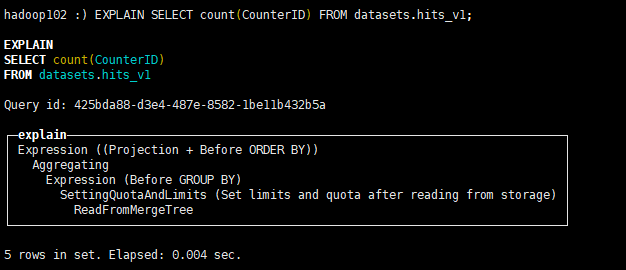 hadoop102 :) EXPLAIN SELECT count(CounterID) FROM datasets.hits_v1;
EXPLAIN
SELECT count(CounterID)
FROM datasets.hits_v1
Query id: 425bda88-d3e4-487e-8582-1be11b432b5a
explain
Expression ((Projection + Before ORDER BY))
Aggregating
Expression (Before GROUP BY)
SettingQuotaAndLimits (Set limits and quota after reading from storage)
ReadFromMergeTree
5 rows in set. Elapsed: 0.004 sec.